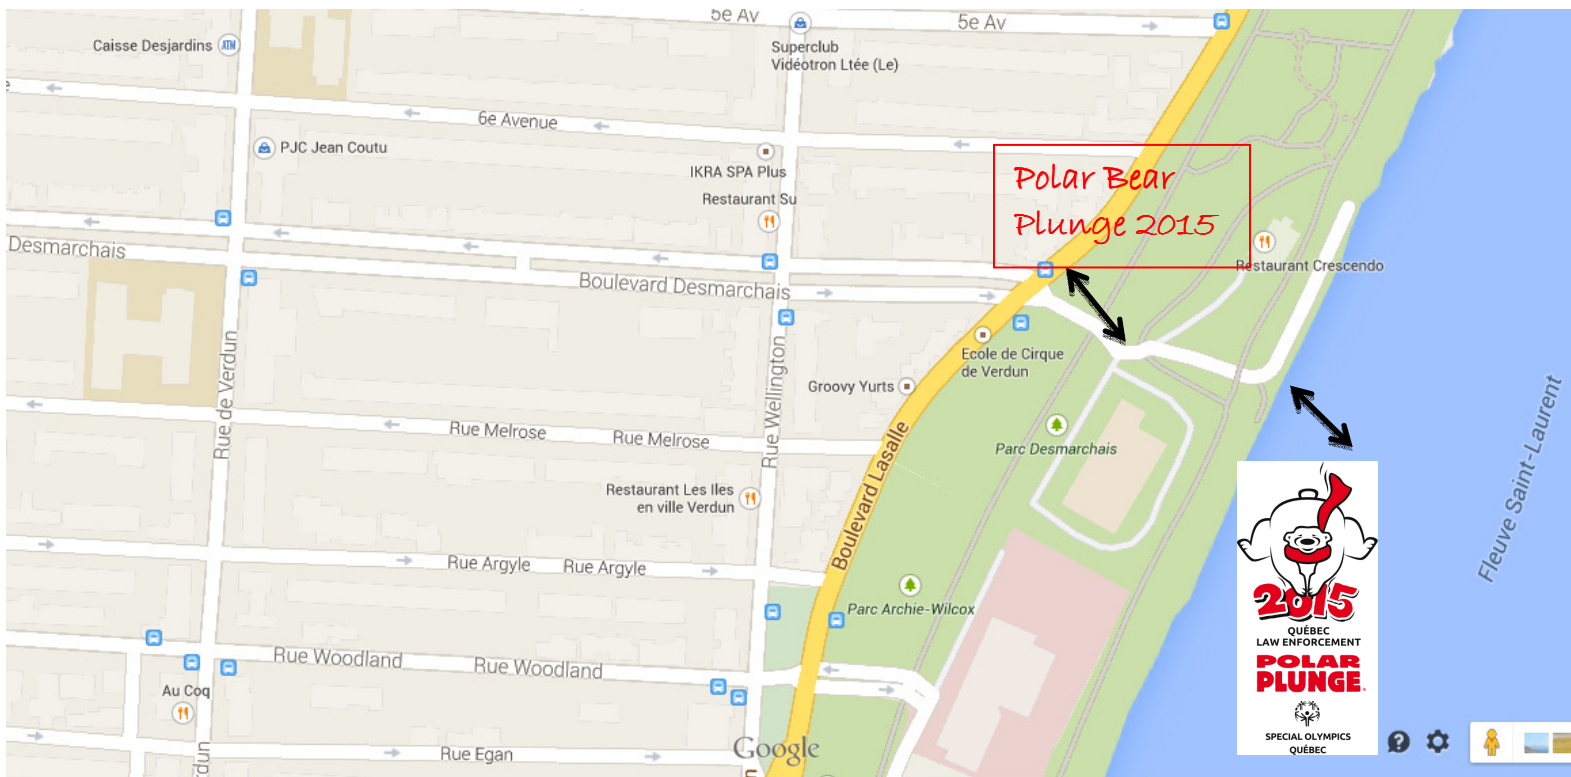 5e Av
5e Av
Caisse Desjardins
ATM
Superclub
Vidéotron Ltée (Le)
6e Avenue
PJC Jean Coutu
IKRA SPA Plus
Restaurant Su
Polar Bear
Plunge 2015
Desmarchais
Restaurant Crescendo
Boulevard Desmarchais
Ecole de Cirque
de Verdun
Groovy Yurts
Rue de Verdun
Rue Wellington
Rue Melrose
Rue Melrose
Boulevard Lasalle
Parc Desmarchais
Fleuve Saint-Laurent
Restaurant Les Iles
en ville Verdun
Rue Argyle
Rue Argyle
Parc Archie-Wilcox
2015
QUÉBEC
LAW ENFORCEMENT
POLAR
PLUNGE
SPECIAL OLYMPICS
QUÉBEC
Rue Woodland
Rue Woodland
Au Coq
Rue Egan
Google